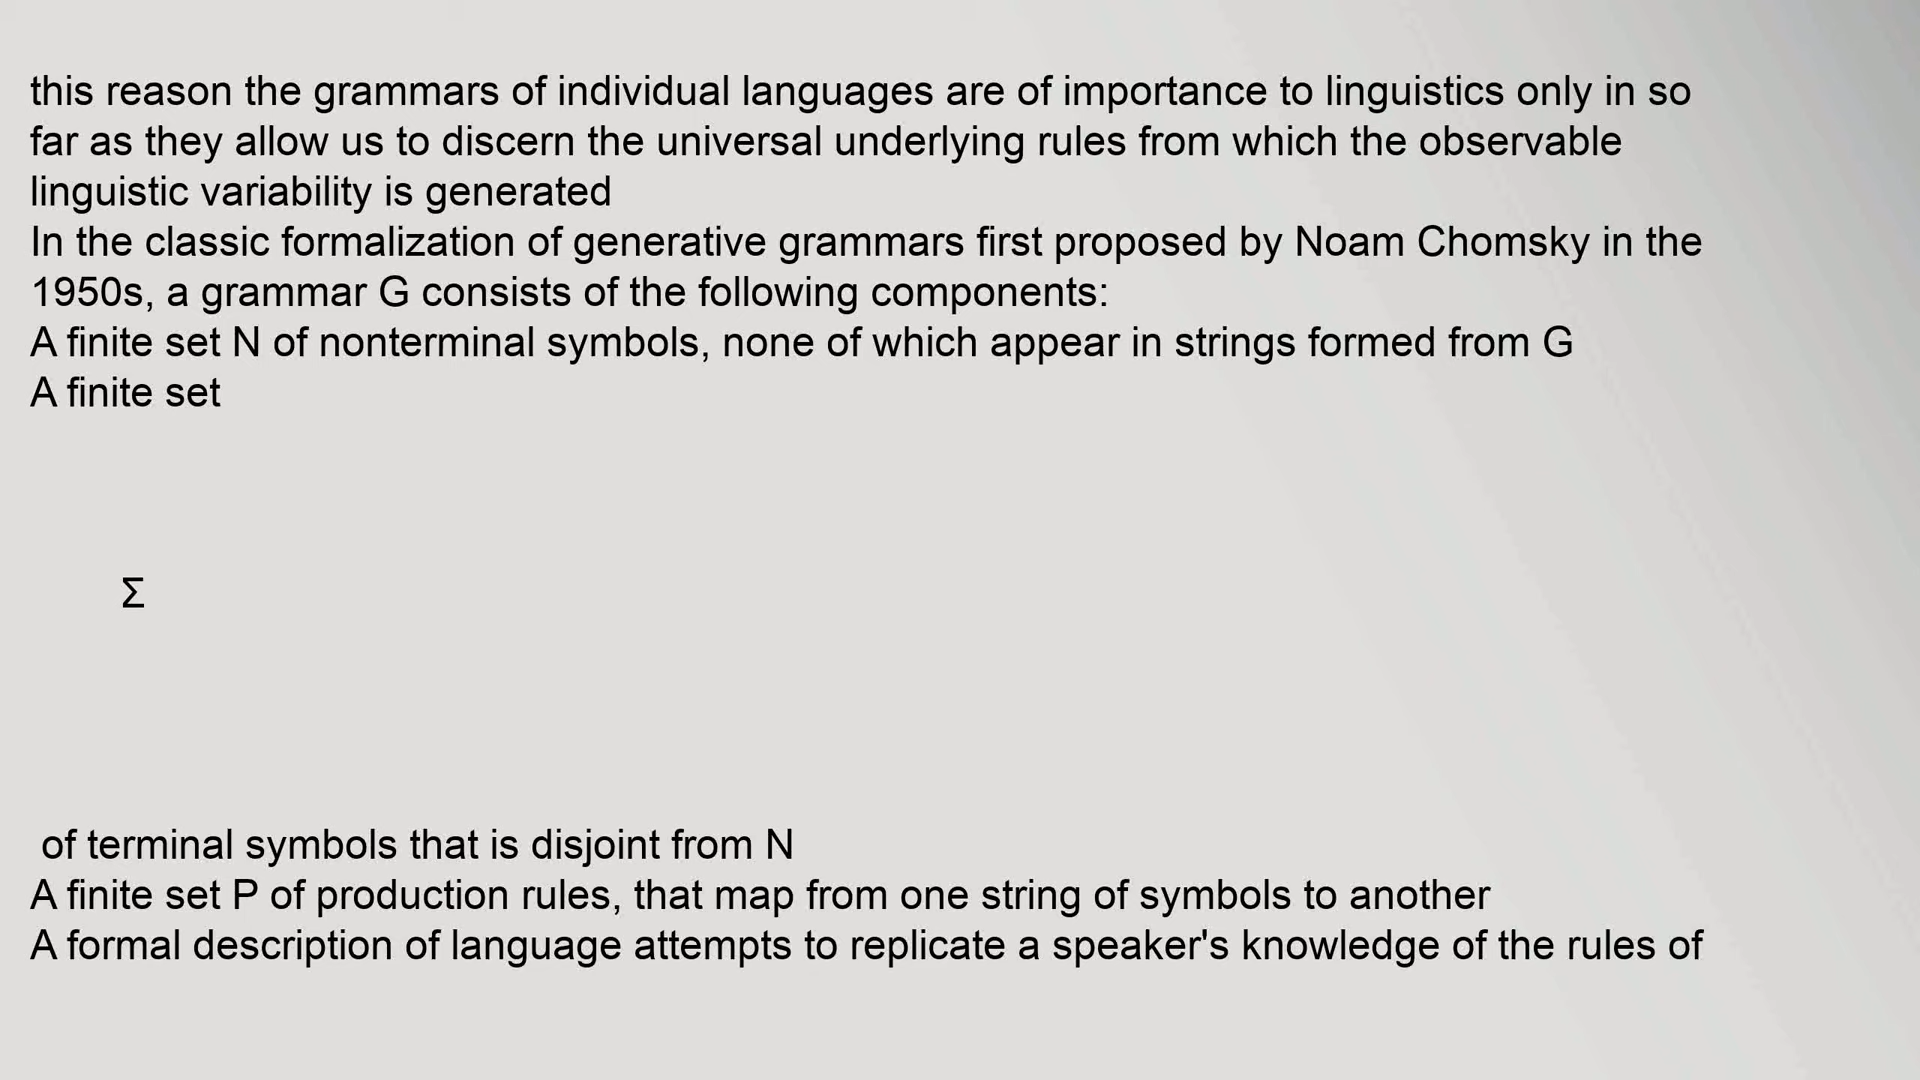 this reason the grammars of individual languages are of importance to linguistics only in so
far as they allow us to discern the universal underlying rules from which the observable
linguistic variability is generated
In the classic formalization of generative grammars first proposed by Noam Chomsky in the
1950s, a grammar G consists of the following components:
A finite set N of nonterminal symbols, none of which appear in strings formed from G
A finite set
Σ
of terminal symbols that is disjoint from N
A finite set P of production rules, that map from one string of symbols to another
A formal description of language attempts to replicate a speaker's knowledge of the rules of